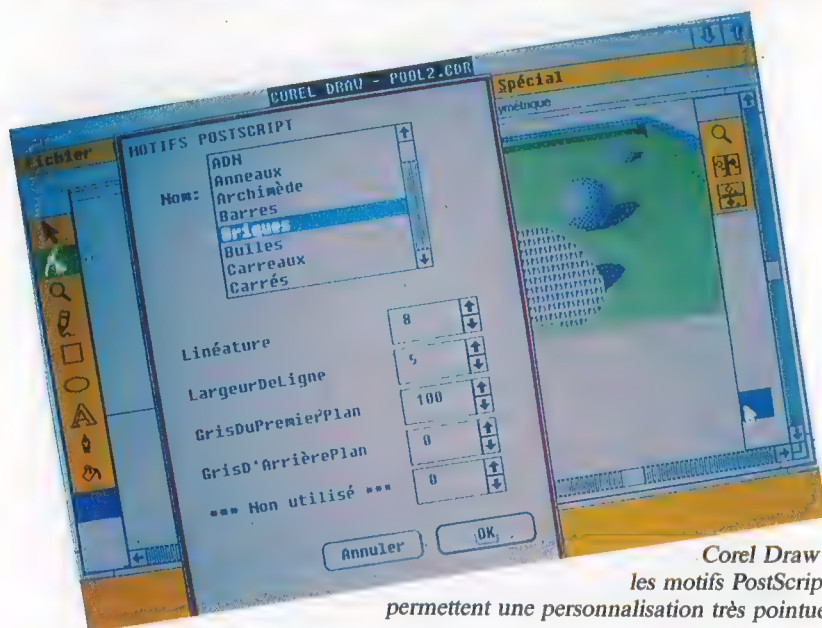 COREL DRAW - POOL2.CDR
Fichier
Spécial
ymétrique
MOTIFS POSTSCRIPT
Nom:
ADN
Anneaux
Archimède
Barres
Briques
Bulles
Carreaux
Carrés
Linéature 8
LargeurDeLigne 5
GrisDuPremierPlan 100
GrisD'ArrièrePlan 0
*** Non utilisé *** 0
Annuler
OK
Corel Draw
les motifs PostScrip
permettent une personnalisation très pointue